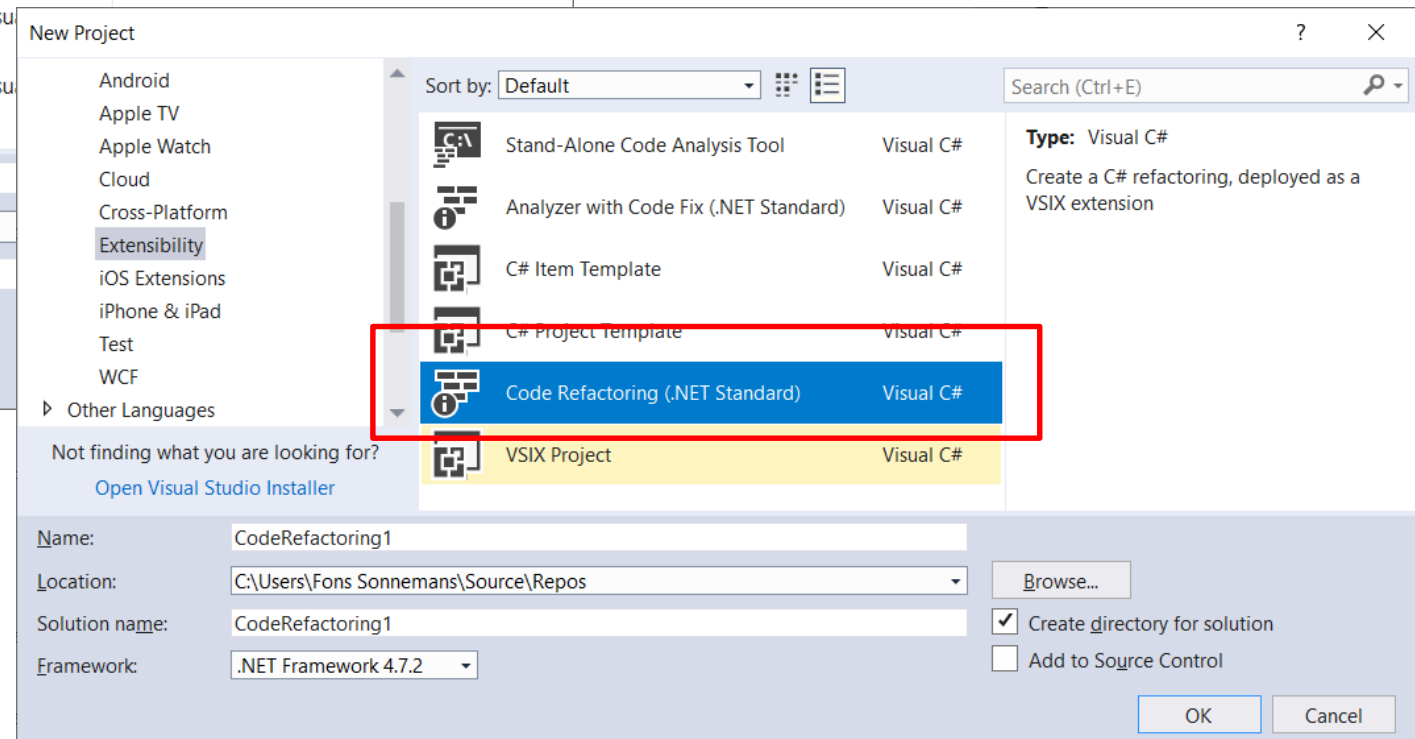 New Project
?
Android
Apple TV
Apple Watch
Cloud
Cross-Platform
Extensibility
iOS Extensions
iPhone & iPad
Test
WCF
Other Languages
Not finding what you are looking for?
Open Visual Studio Installer
Sort by: Default
Search (Ctrl+E)
C:\
Stand-Alone Code Analysis Tool Visual C#
Analyzer with Code Fix (.NET Standard) Visual C#
C# Item Template Visual C#
C# Project Template Visual C#
Code Refactoring (.NET Standard) Visual C#
VSIX Project Visual C#
Type: Visual C#
Create a C# refactoring, deployed as a
VSIX extension
Name: CodeRefactoring1
Location: C:\Users\Fons Sonnemans\Source\Repos
Browse...
Solution name: CodeRefactoring1
Create directory for solution
Framework: .NET Framework 4.7.2
Add to Source Control
OK Cancel